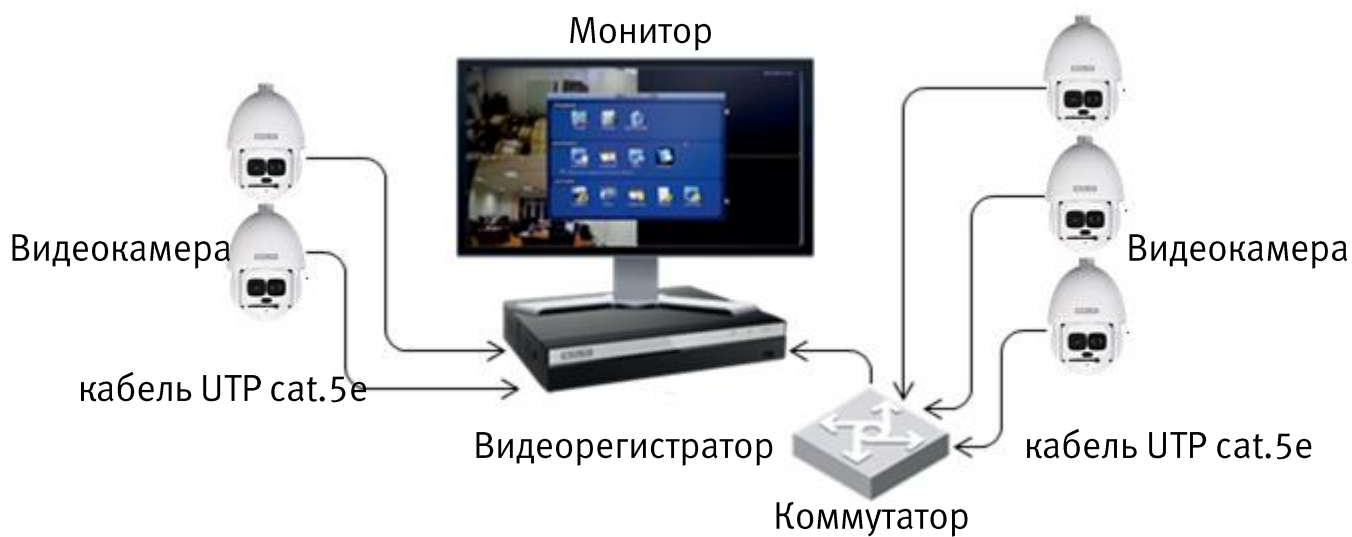 Монитор
Видеокамера
Видеокамера
кабель UTP cat.5e
Видеорегистратор
кабель UTP cat.5e
Коммутатор